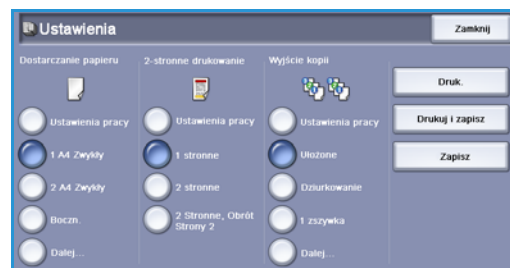 Ustawienia
Zamknij
Dostarczanie papieru
Ustawienia pracy
1 A4 Zwykły
2 A4 Zwykły
Boczn.
Dalej...
2-stronne drukowanie
Ustawienia pracy
1 stronne
2 stronne
2 Stronne, Obrót
Strony 2
Wyjście kopii
Ustawienia pracy
Ułożone
Dziurkowanie
1 zszywka
Dalej...
Druk.
Drukuj i zapisz
Zapisz